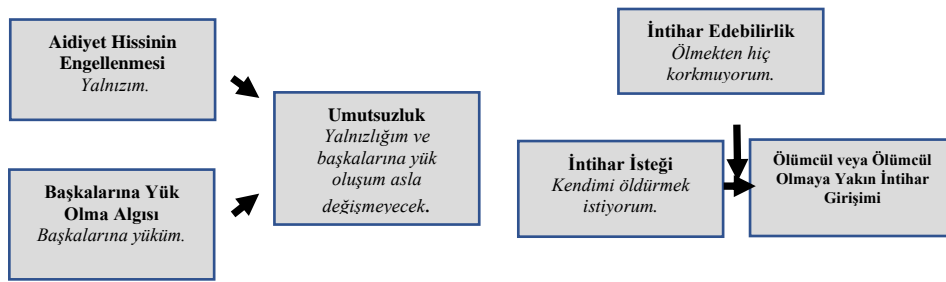 Aidiyet Hissinin
Engellenmesi
Yalnızım.
Başkalarına Yük
Olma Algısı
Başkalarına yüküm.
Umutsuzluk
Yalnızlığım ve
başkalarına yük
oluşum asla
değişmeyecek.
İntihar Edebilirlik
Ölmekten hiç
korkmuyorum.
İntihar İsteği
Kendimi öldürmek
istiyorum.
Ölümcül veya Ölümcül
Olmaya Yakın İntihar
Girişimi